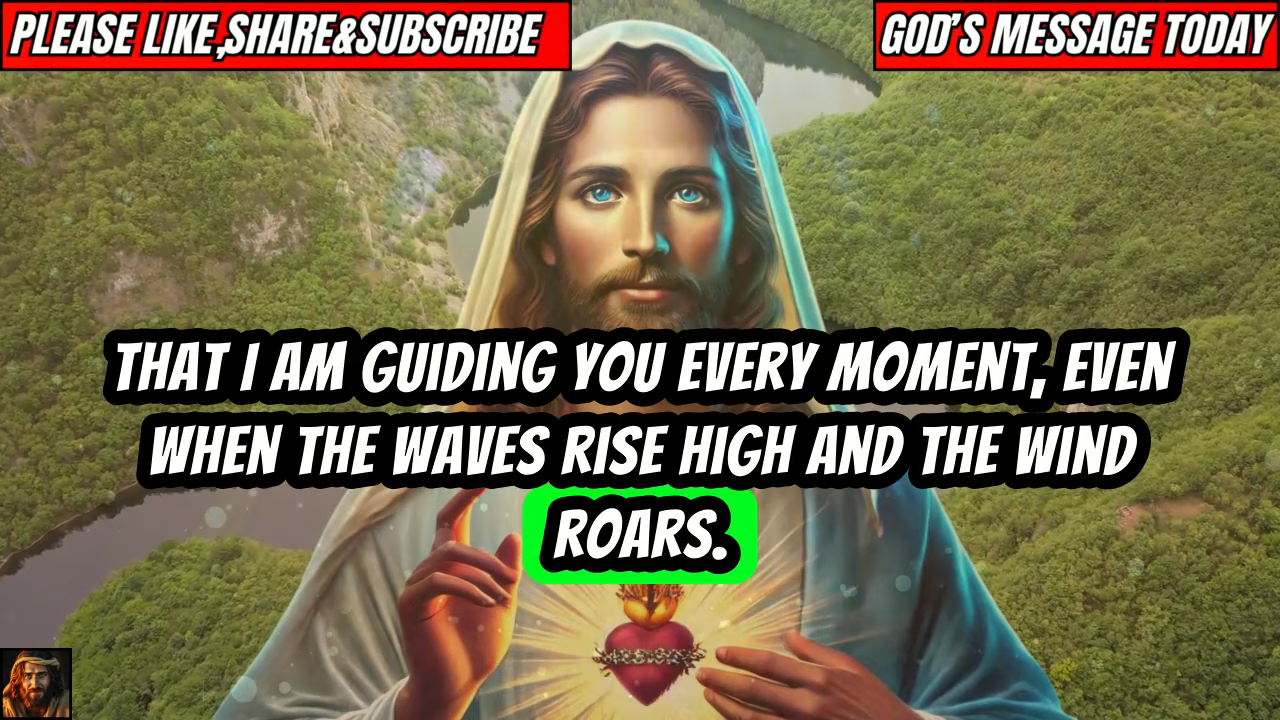 PLEASE LIKE,SHARE&SUBSCRIBE
GOD'S MESSAGE TODAY
THAT I AM GUIDING YOU EVERY MOMENT, EVEN
WHEN THE WAVES RISE HIGH AND THE WIND
ROARS.